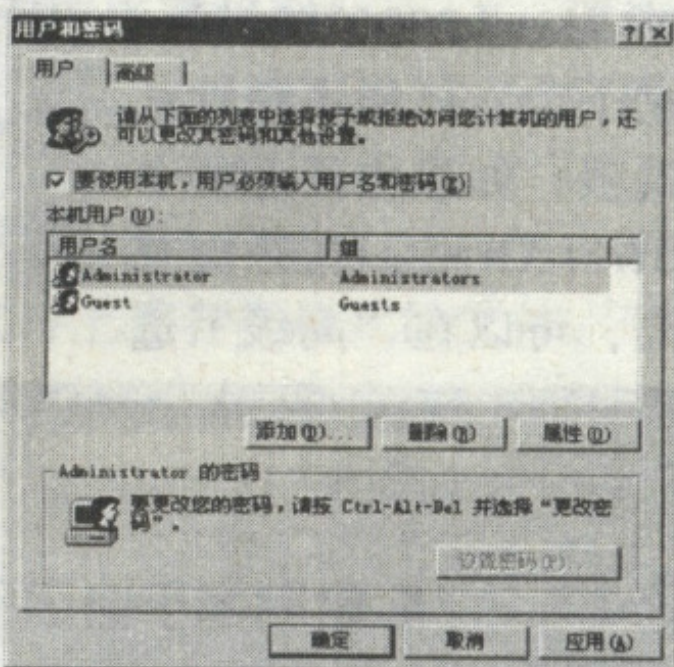 用户和密码
用户
高级
请从下面的列表中选择授予或拒绝访问您计算机的用户，还
可以更改其密码和其他设置。
要使用本机，用户必须输入用户名和密码(E)
本机用户(U):
用户名 组
Administrator Administrators
Guest Guests
添加(D)... 删除(R) 属性(O)
Administrator 的密码
要更改您的密码，请按 Ctrl-Alt-Del 并选择“更改密
码”。
设置密码(P)...
确定 取消 应用(A)